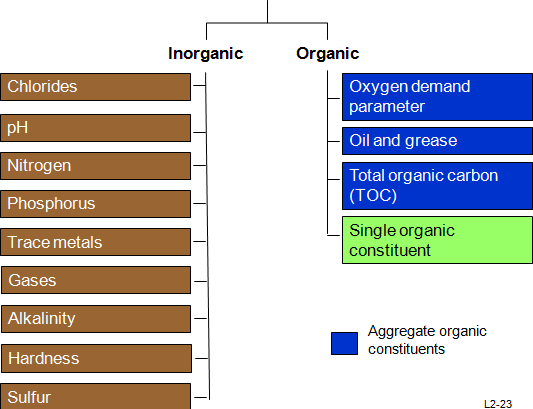 Inorganic
Organic
Chlorides
pH
Nitrogen
Phosphorus
Trace metals
Gases
Alkalinity
Hardness
Sulfur
Oxygen demand
parameter
Oil and grease
Total organic carbon
(TOC)
Single organic
constituent
Aggregate organic
constituents
L2-23